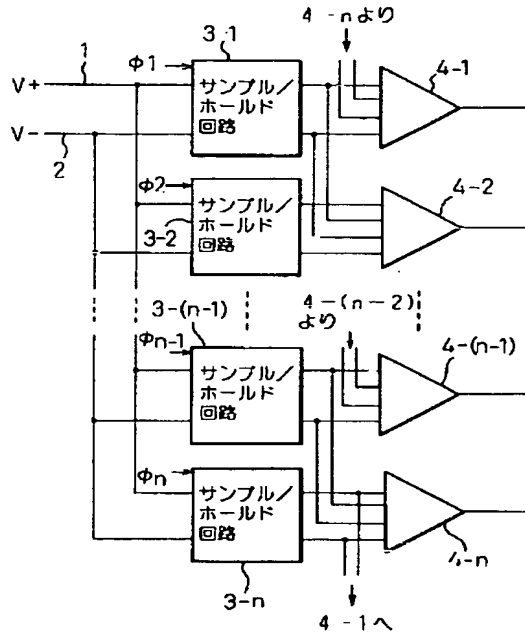 3-1
4-nより
1
Φ1
4-1
V+
サンプル/
ホールド
回路
V-
2
Φ2
4-2
サンプル/
ホールド
回路
3-2
3-(n-1)
4-(n-2)
より
Φn-1
4-(n-1)
サンプル/
ホールド
回路
Φn
サンプル/
ホールド
回路
4-n
3-n
4-1へ